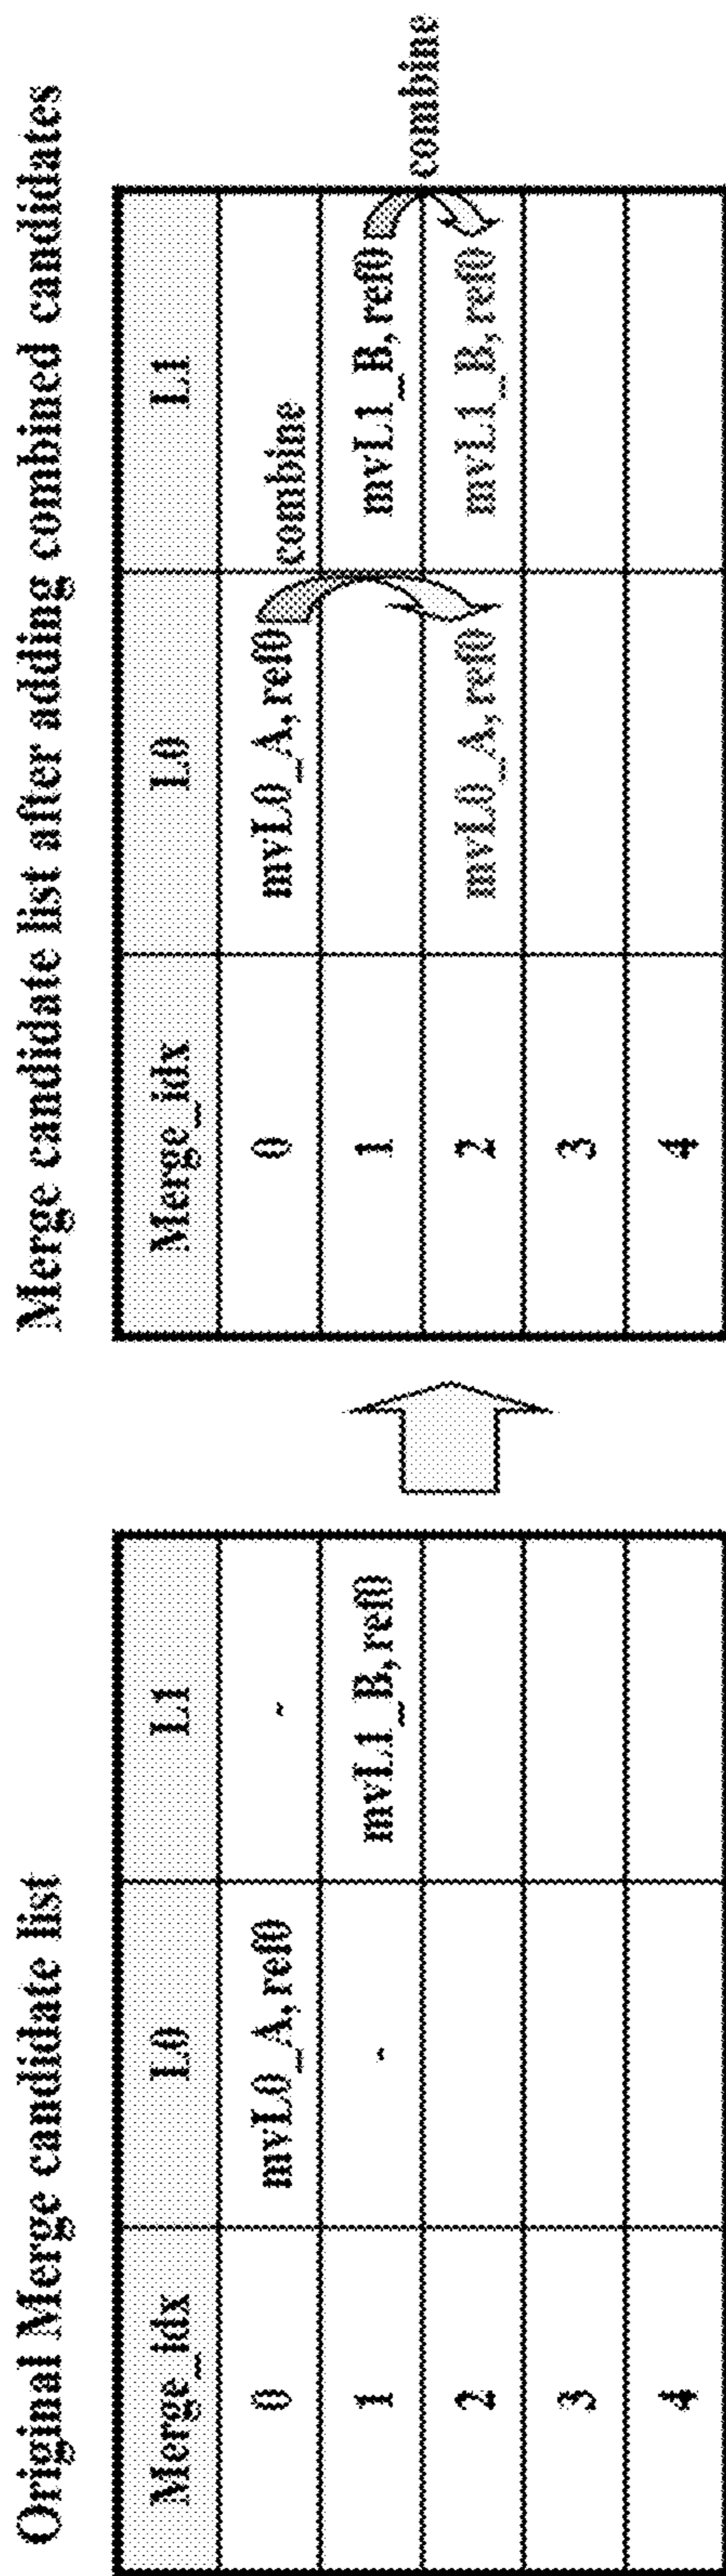 Original Merge candidate list
Merge_idx L0 L1
0 mvL0_A, ref0 -
1 - mvL1_B, ref0
2
3
4
Merge candidate list after adding combined candidates
Merge_idx L0 L1
0 mvL0_A, ref0 combine
1 mvL1_B, ref0
2 mvL0_A, ref0 mvL1_B, ref0
combine
3
4